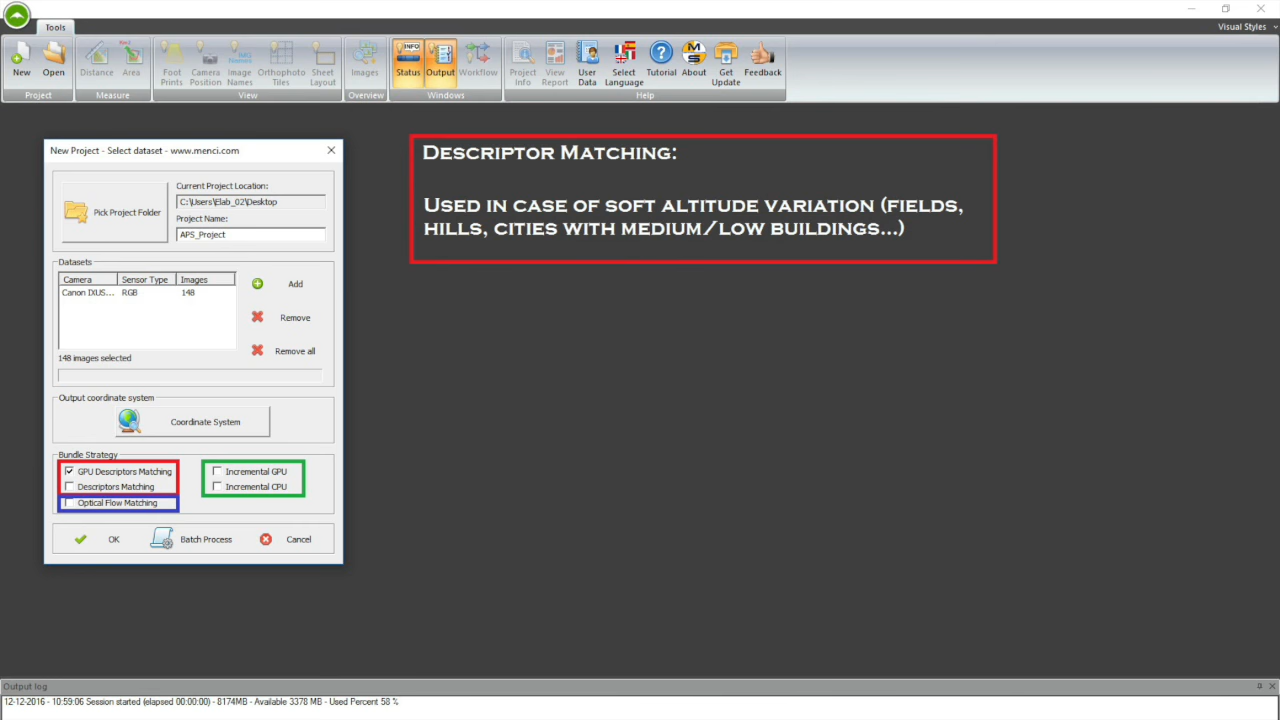 Visual Styles
Tools
New
Open
Distance
Area
Foot Prints
Camera Position
Image Names
Orthophoto Tiles
Sheet Layout
Images
INFO
Status
Output
Workflow
Project Info
View Report
User Data
Select Language
Tutorial
About
Get Update
Feedback
Project
Measure
View
Overview
Windows
Help
New Project - Select dataset - www.menci.com
Pick Project Folder
Current Project Location:
C:\Users\Elab_02\Desktop
Project Name:
APS_Project
Datasets
Camera Sensor Type Images
Canon IXUS... RGB 148
Add
Remove
Remove all
148 images selected
Output coordinate system
Coordinate System
Bundle Strategy
GPU Descriptors Matching
Incremental GPU
Descriptors Matching
Incremental CPU
Optical Flow Matching
OK
Batch Process
Cancel
Descriptor Matching:
Used in case of soft altitude variation (fields,
hills, cities with medium/low buildings...)
Output log
12-12-2016 - 10:59:06 Session started (elapsed 00:00:00) - 8174MB - Available 3378 MB - Used Percent 58 %